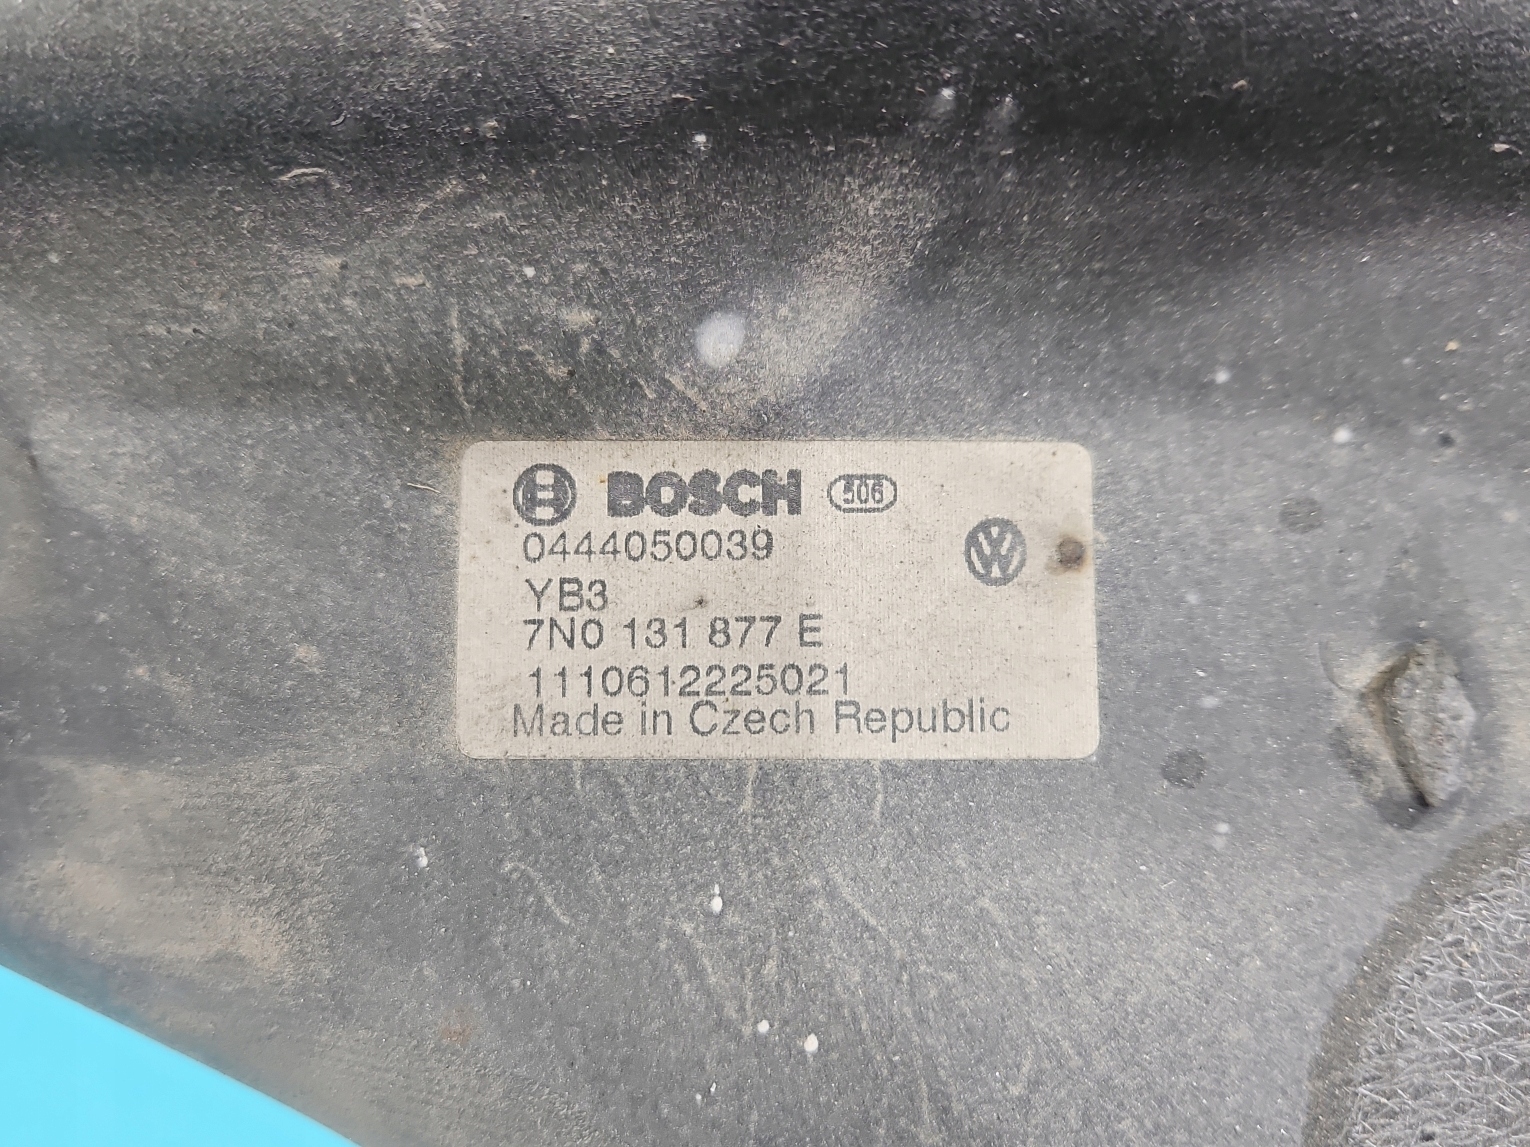 BOSCH 506
0444050039
YB3
7N0 131 877 E
1110612225021
Made in Czech Republic